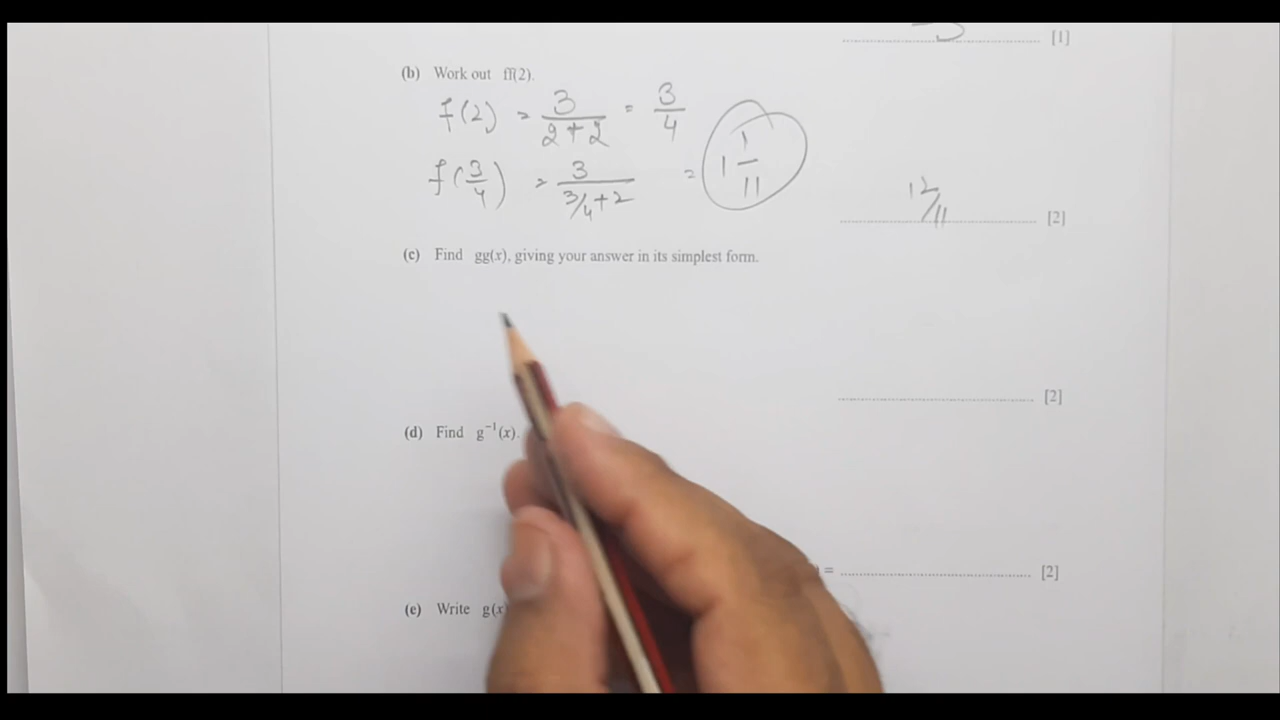 [1]
(b) Work out ff(2).
f(2) = 3/(2+2) = 3/4
f(3/4) = 3/(3/4+2) = 1 1/11
12/11 [2]
(c) Find gg(x), giving your answer in its simplest form.
[2]
(d) Find g⁻¹(x).
= [2]
(e) Write g(x